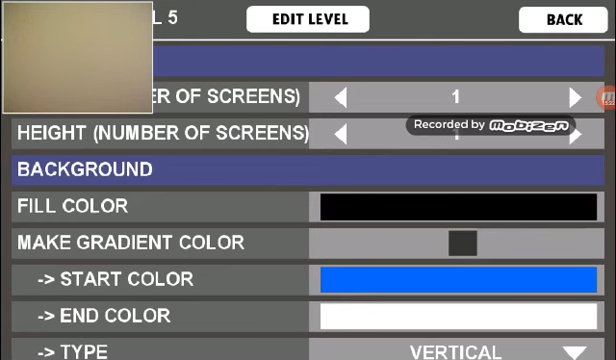 L 5
EDIT LEVEL
BACK
ER OF SCREENS)
1
HEIGHT (NUMBER OF SCREENS)
Recorded by MOBIZEN
BACKGROUND
FILL COLOR
MAKE GRADIENT COLOR
-> START COLOR
-> END COLOR
-> TYPE
VERTICAL